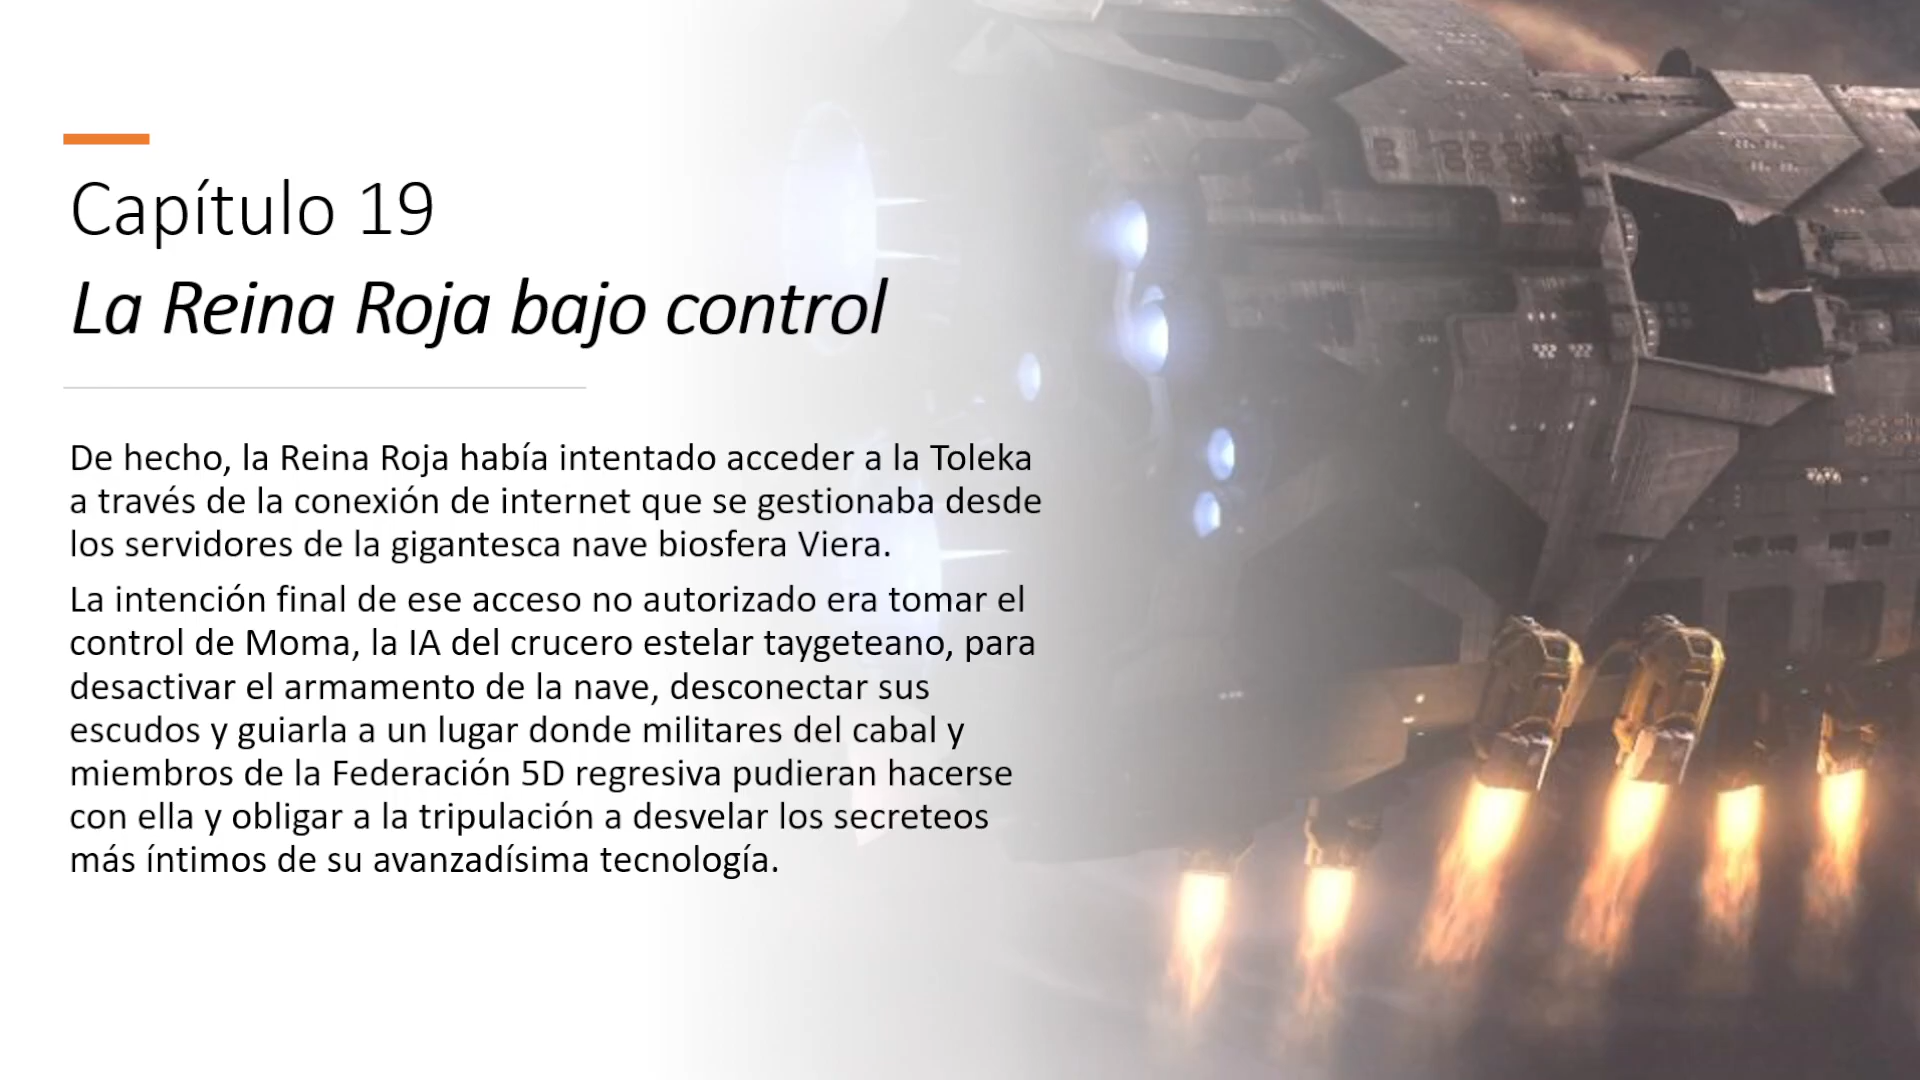 Capítulo 19
La Reina Roja bajo control
De hecho, la Reina Roja había intentado acceder a la Toleka
a través de la conexión de internet que se gestionaba desde
los servidores de la gigantesca nave biosfera Viera.
La intención final de ese acceso no autorizado era tomar el
control de Moma, la IA del crucero estelar taygeteano, para
desactivar el armamento de la nave, desconectar sus
escudos y guiarla a un lugar donde militares del cabal y
miembros de la Federación 5D regresiva pudieran hacerse
con ella y obligar a la tripulación a desvelar los secreteos
más íntimos de su avanzadísima tecnología.